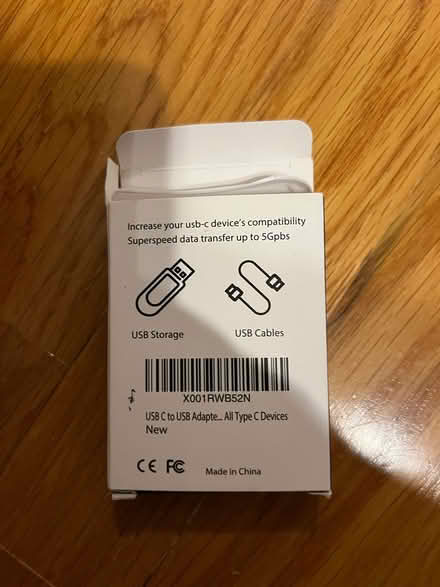 Increase your usb-c device's compatibility
Superspeed data transfer up to 5Gpbs
USB Storage
USB Cables
X001RWB52N
USB C to USB Adapte... All Type C Devices
New
CE FC
Made in China